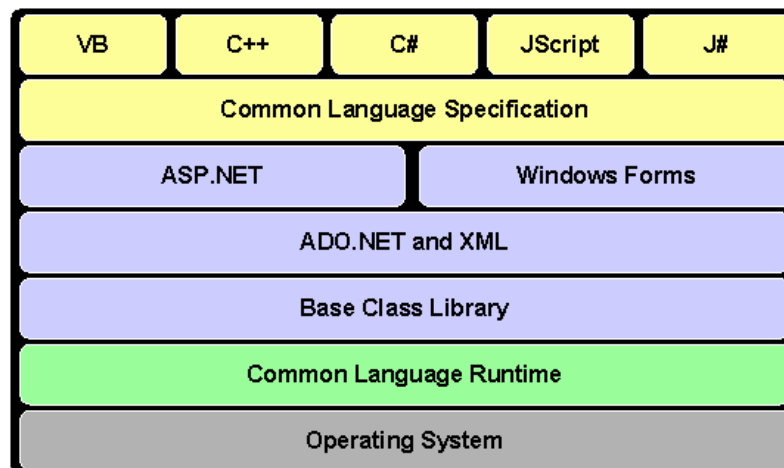 VB C++ C# JScript J#
Common Language Specification
ASP.NET Windows Forms
ADO.NET and XML
Base Class Library
Common Language Runtime
Operating System